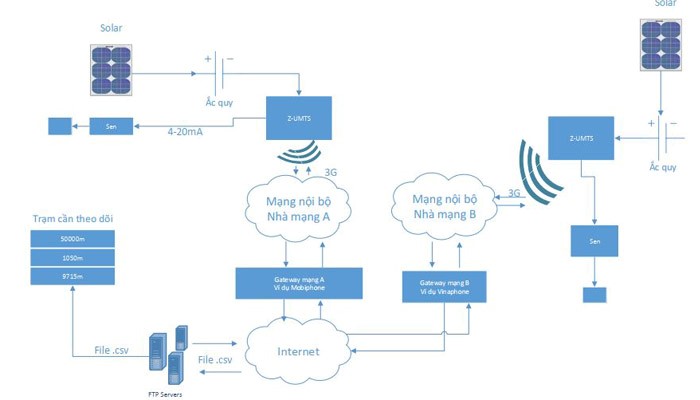 Solar
Solar
+
−
Ắc quy
Z-UMTS
Sen
4-20mA
3G
Mạng nội bộ
Nhà mạng A
Mạng nội bộ
Nhà mạng B
3G
Z-UMTS
+
−
Ắc quy
Sen
Trạm cần theo dõi
50000m
1050m
9715m
Gateway mạng A
Ví dụ Mobiphone
Gateway mạng B
Ví dụ Vinaphone
Internet
File .csv
File .csv
FTP Servers